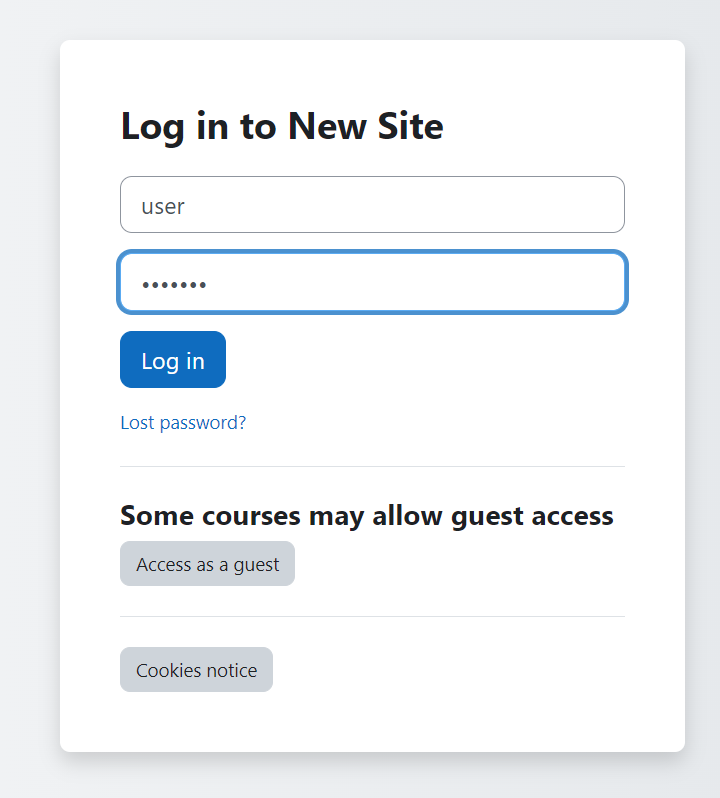 Log in to New Site
user
•••••••
Log in
Lost password?
Some courses may allow guest access
Access as a guest
Cookies notice